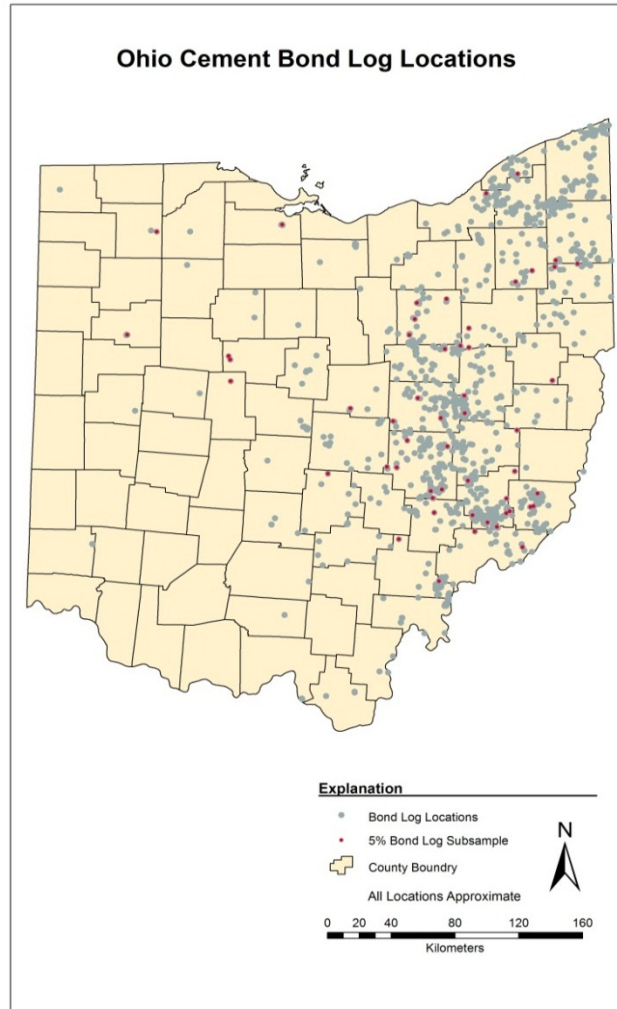 Ohio Cement Bond Log Locations
Explanation
Bond Log Locations
5% Bond Log Subsample
County Boundry
All Locations Approximate
N
0 20 40 80 120 160
Kilometers